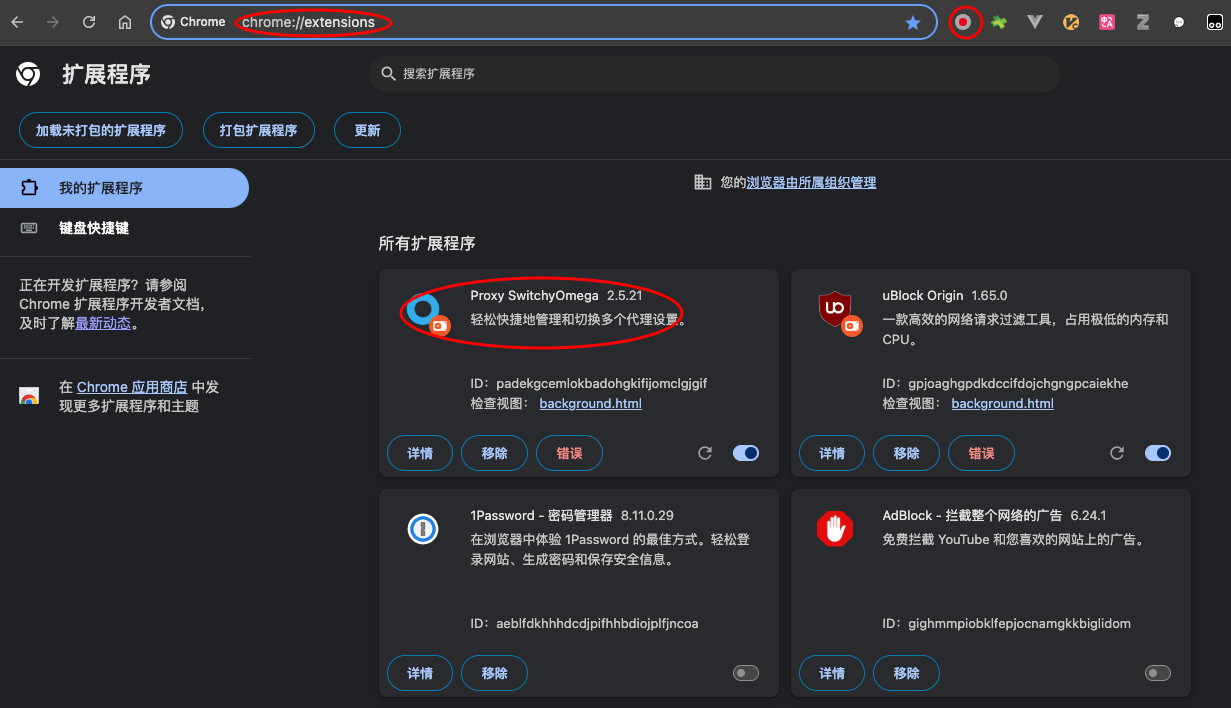 Chrome
chrome://extensions
扩展程序
搜索扩展程序
加载未打包的扩展程序
打包扩展程序
更新
我的扩展程序
键盘快捷键
正在开发扩展程序？请参阅
Chrome 扩展程序开发者文档，
及时了解最新动态。
在 Chrome 应用商店 中发
现更多扩展程序和主题
您的浏览器由所属组织管理
所有扩展程序
Proxy SwitchyOmega 2.5.21
轻松快捷地管理和切换多个代理设置。
ID：padekgcemlokbadohgkifijomclgjgif
检查视图： background.html
详情
移除
错误
uBlock Origin 1.65.0
一款高效的网络请求过滤工具，占用极低的内存和
CPU。
ID：gpjoaghgpdkdccifdojchgngpcaiekhe
检查视图： background.html
详情
移除
错误
1Password - 密码管理器 8.11.0.29
在浏览器中体验 1Password 的最佳方式。轻松登
录网站、生成密码和保存安全信息。
ID：aeblfdkhhhdcdjpifhhbdiojplfjncoa
详情
移除
AdBlock - 拦截整个网络的广告 6.24.1
免费拦截 YouTube 和您喜欢的网站上的广告。
ID：gighmmpiobklfepjocnamgkkbiglidom
详情
移除